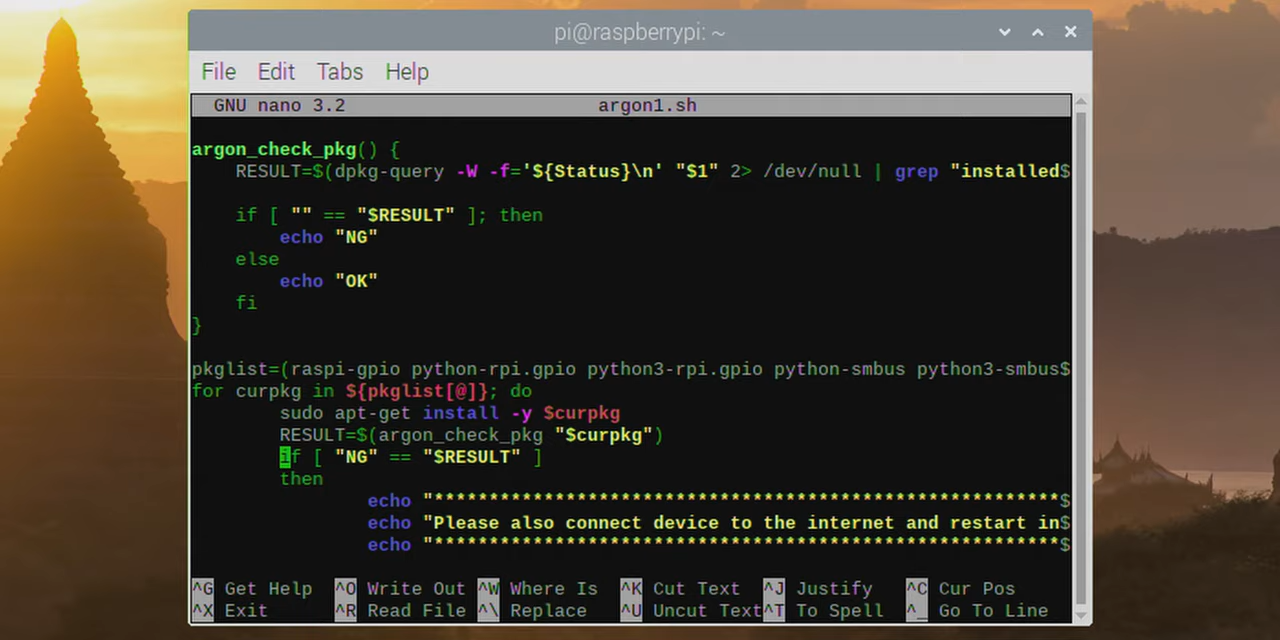 pi@raspberrypi: ~
File Edit Tabs Help
GNU nano 3.2 argon1.sh
argon_check_pkg() {
RESULT=$(dpkg-query -W -f='${Status}\n' "$1" 2> /dev/null | grep "installed$
if [ "" == "$RESULT" ]; then
echo "NG"
else
echo "OK"
fi
}
pkglist=(raspi-gpio python-rpi.gpio python3-rpi.gpio python-smbus python3-smbus$
for curpkg in ${pkglist[@]}; do
sudo apt-get install -y $curpkg
RESULT=$(argon_check_pkg "$curpkg")
if [ "NG" == "$RESULT" ]
then
echo "**********************************************************$
echo "Please also connect device to the internet and restart in$
echo "**********************************************************$
^G Get Help ^O Write Out ^W Where Is ^K Cut Text ^J Justify ^C Cur Pos
^X Exit ^R Read File ^\ Replace ^U Uncut Text ^T To Spell ^_ Go To Line